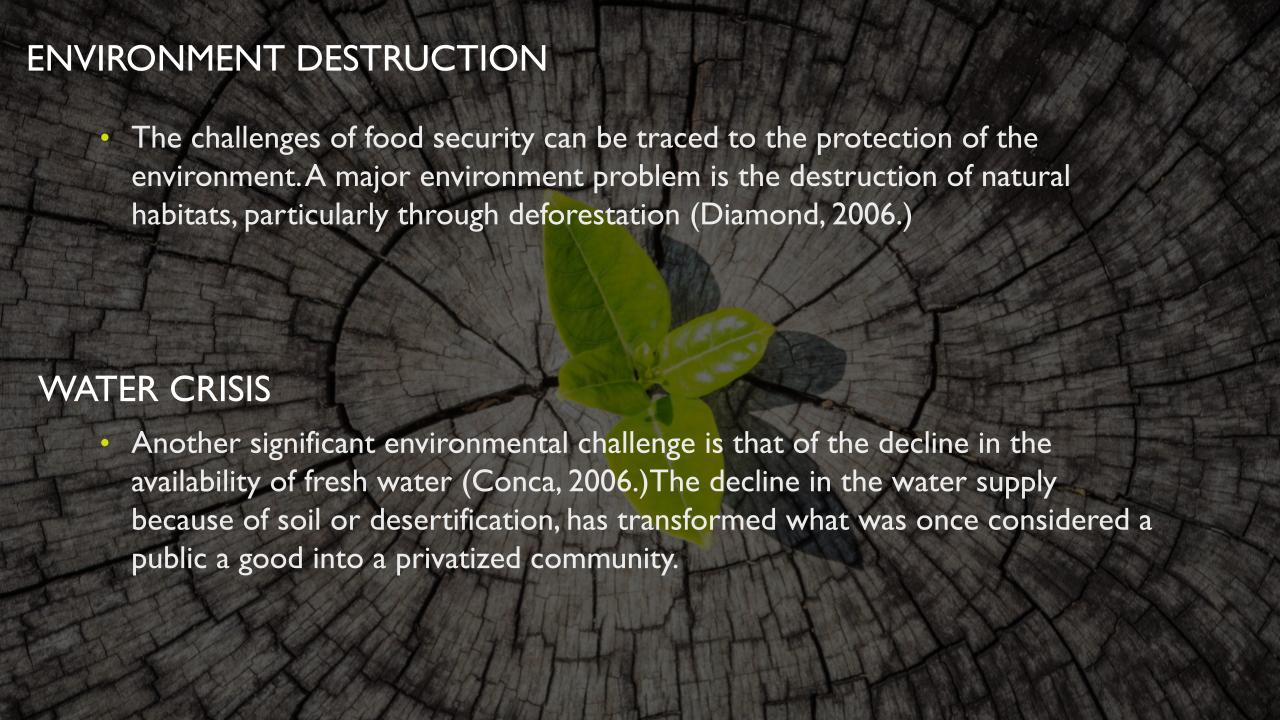 ENVIRONMENT DESTRUCTION
• The challenges of food security can be traced to the protection of the
environment. A major environment problem is the destruction of natural
habitats, particularly through deforestation (Diamond, 2006.)
WATER CRISIS
• Another significant environmental challenge is that of the decline in the
availability of fresh water (Conca, 2006.)The decline in the water supply
because of soil or desertification, has transformed what was once considered a
public a good into a privatized community.